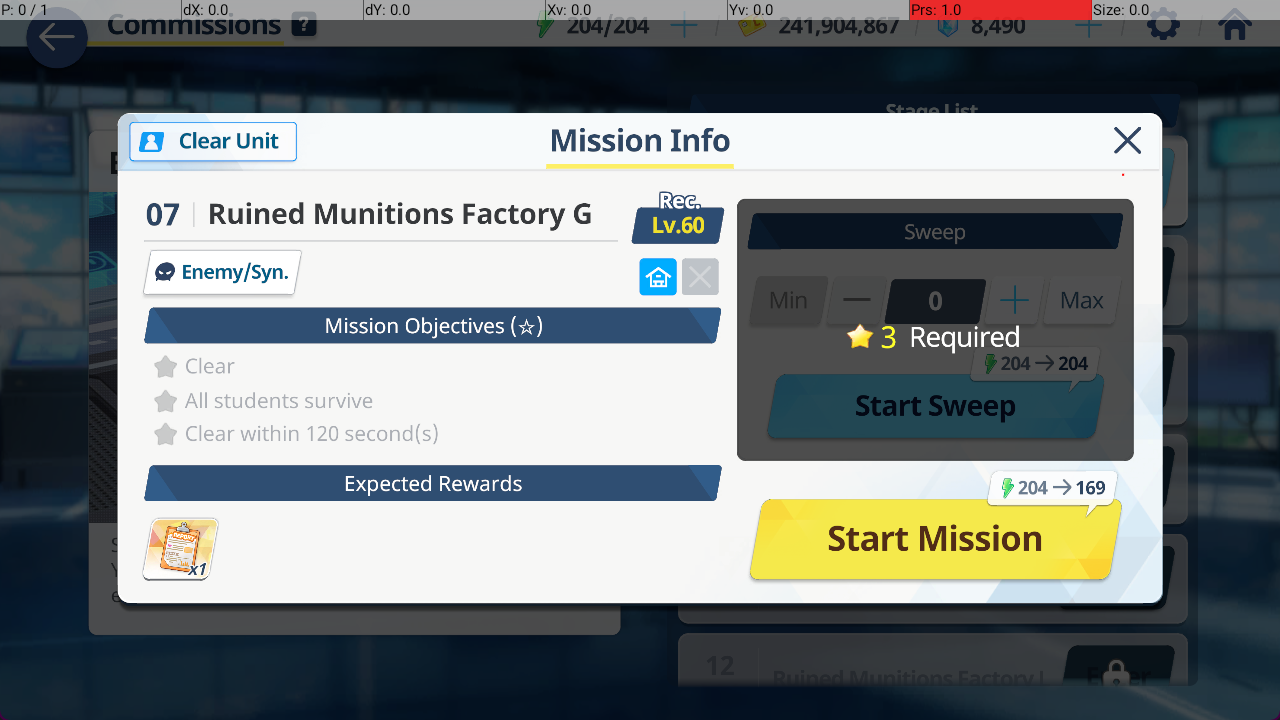 P: 0 / 1
dX: 0.0
dY: 0.0
Xv: 0.0
Yv: 0.0
Prs: 1.0
Size: 0.0
Commissions
?
204/204
241,904,867
8,490
Stage List
Clear Unit
Mission Info
07
Ruined Munitions Factory G
Rec.
Lv.60
Enemy/Syn.
Mission Objectives (☆)
Clear
All students survive
Clear within 120 second(s)
Expected Rewards
REPORT
x1
Sweep
Min
0
Max
3 Required
204 → 204
Start Sweep
204 → 169
Start Mission
12
Ruined Munitions Factory L